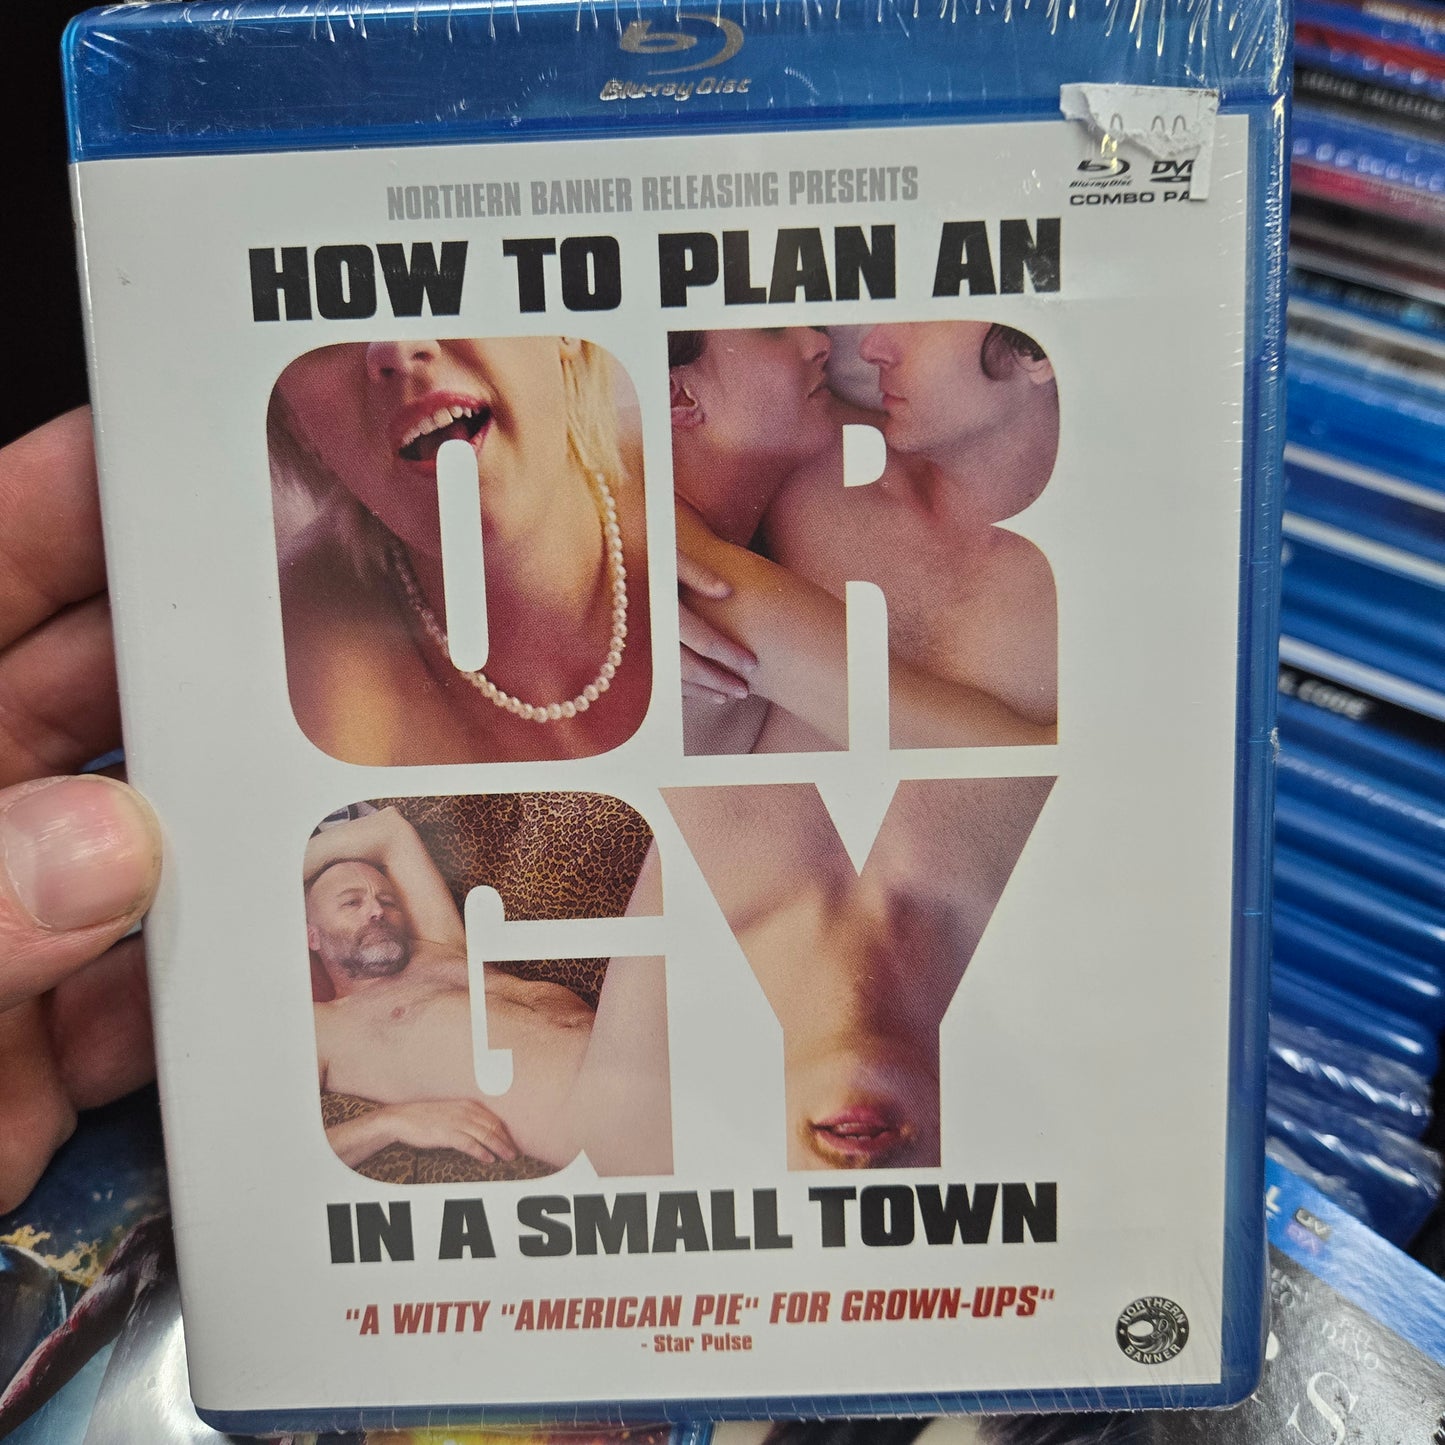 Blu-ray Disc
Blu-ray Disc DVD
COMBO PA
NORTHERN BANNER RELEASING PRESENTS
HOW TO PLAN AN
OR
GY
IN A SMALL TOWN
"A WITTY "AMERICAN PIE" FOR GROWN-UPS"
- Star Pulse
NORTHERN
BANNER
CODE